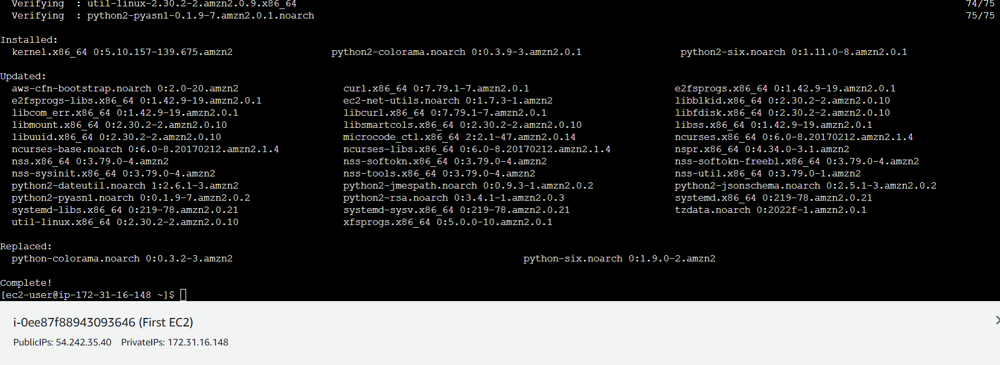 Verifying  : util-linux-2.30.2-2.amzn2.0.9.x86_64 74/75
Verifying  : python2-pyasn1-0.1.9-7.amzn2.0.1.noarch 75/75
Installed:
kernel.x86_64 0:5.10.157-139.675.amzn2 python2-colorama.noarch 0:0.3.9-3.amzn2.0.1 python2-six.noarch 0:1.11.0-8.amzn2.0.1
Updated:
aws-cfn-bootstrap.noarch 0:2.0-20.amzn2 curl.x86_64 0:7.79.1-7.amzn2.0.1 e2fsprogs.x86_64 0:1.42.9-19.amzn2.0.1
e2fsprogs-libs.x86_64 0:1.42.9-19.amzn2.0.1 ec2-net-utils.noarch 0:1.7.3-1.amzn2 libblkid.x86_64 0:2.30.2-2.amzn2.0.10
libcom_err.x86_64 0:1.42.9-19.amzn2.0.1 libcurl.x86_64 0:7.79.1-7.amzn2.0.1 libfdisk.x86_64 0:2.30.2-2.amzn2.0.10
libmount.x86_64 0:2.30.2-2.amzn2.0.10 libsmartcols.x86_64 0:2.30.2-2.amzn2.0.10 libss.x86_64 0:1.42.9-19.amzn2.0.1
libuuid.x86_64 0:2.30.2-2.amzn2.0.10 microcode_ctl.x86_64 2:2.1-47.amzn2.0.14 ncurses.x86_64 0:6.0-8.20170212.amzn2.1.4
ncurses-base.noarch 0:6.0-8.20170212.amzn2.1.4 ncurses-libs.x86_64 0:6.0-8.20170212.amzn2.1.4 nspr.x86_64 0:4.34.0-3.1.amzn2
nss.x86_64 0:3.79.0-4.amzn2 nss-softokn.x86_64 0:3.79.0-4.amzn2 nss-softokn-freebl.x86_64 0:3.79.0-4.amzn2
nss-sysinit.x86_64 0:3.79.0-4.amzn2 nss-tools.x86_64 0:3.79.0-4.amzn2 nss-util.x86_64 0:3.79.0-1.amzn2
python2-dateutil.noarch 1:2.6.1-3.amzn2 python2-jmespath.noarch 0:0.9.3-1.amzn2.0.2 python2-jsonschema.noarch 0:2.5.1-3.amzn2.0.2
python2-pyasn1.noarch 0:0.1.9-7.amzn2.0.2 python2-rsa.noarch 0:3.4.1-1.amzn2.0.3 systemd.x86_64 0:219-78.amzn2.0.21
systemd-libs.x86_64 0:219-78.amzn2.0.21 systemd-sysv.x86_64 0:219-78.amzn2.0.21 tzdata.noarch 0:2022f-1.amzn2.0.1
util-linux.x86_64 0:2.30.2-2.amzn2.0.10 xfsprogs.x86_64 0:5.0.0-10.amzn2.0.1
Replaced:
python-colorama.noarch 0:0.3.2-3.amzn2 python-six.noarch 0:1.9.0-2.amzn2
Complete!
[ec2-user@ip-172-31-16-148 ~]$
i-0ee87f88943093646 (First EC2)
PublicIPs: 54.242.35.40 PrivateIPs: 172.31.16.148